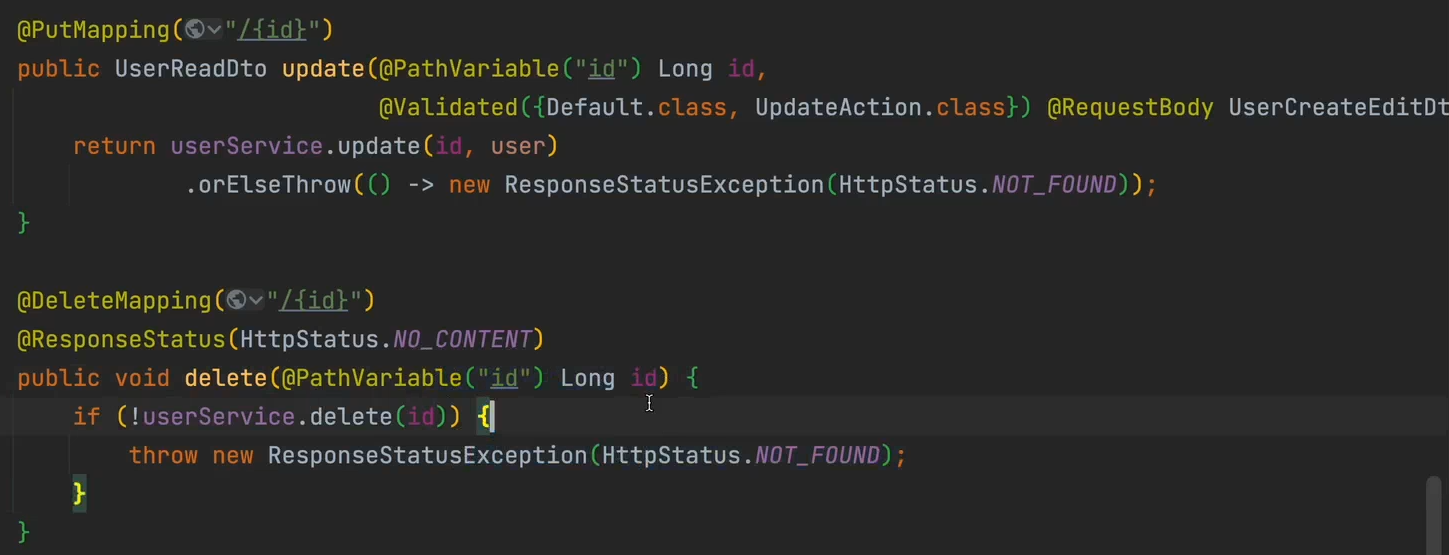 @PutMapping("/{id}")
public UserReadDto update(@PathVariable("id") Long id,
@Validated({Default.class, UpdateAction.class}) @RequestBody UserCreateEditDt
return userService.update(id, user)
.orElseThrow(() -> new ResponseStatusException(HttpStatus.NOT_FOUND));
}
@DeleteMapping("/{id}")
@ResponseStatus(HttpStatus.NO_CONTENT)
public void delete(@PathVariable("id") Long id) {
if (!userService.delete(id)) {
throw new ResponseStatusException(HttpStatus.NOT_FOUND);
}
}